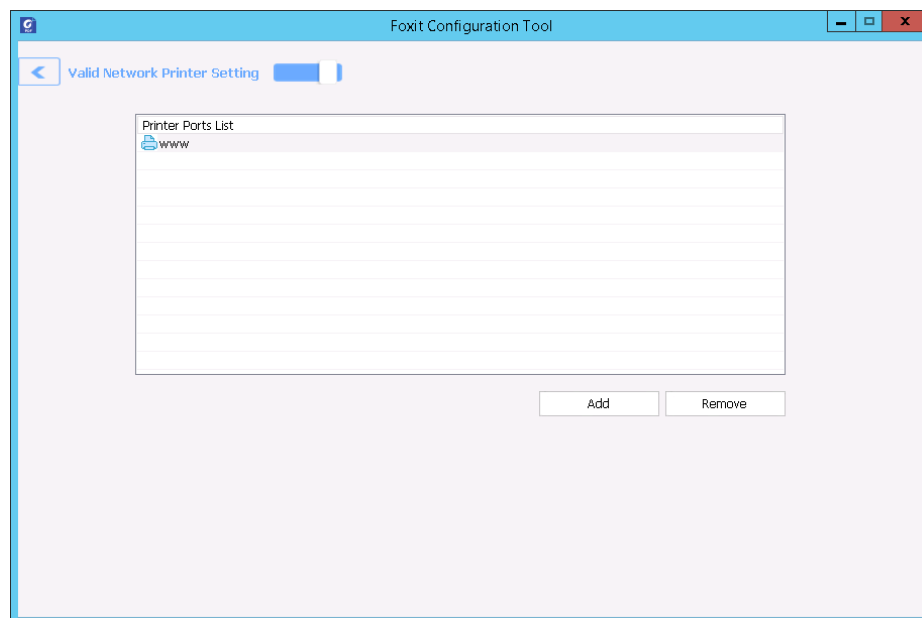 Foxit Configuration Tool
Valid Network Printer Setting
Printer Ports List
www
Add Remove